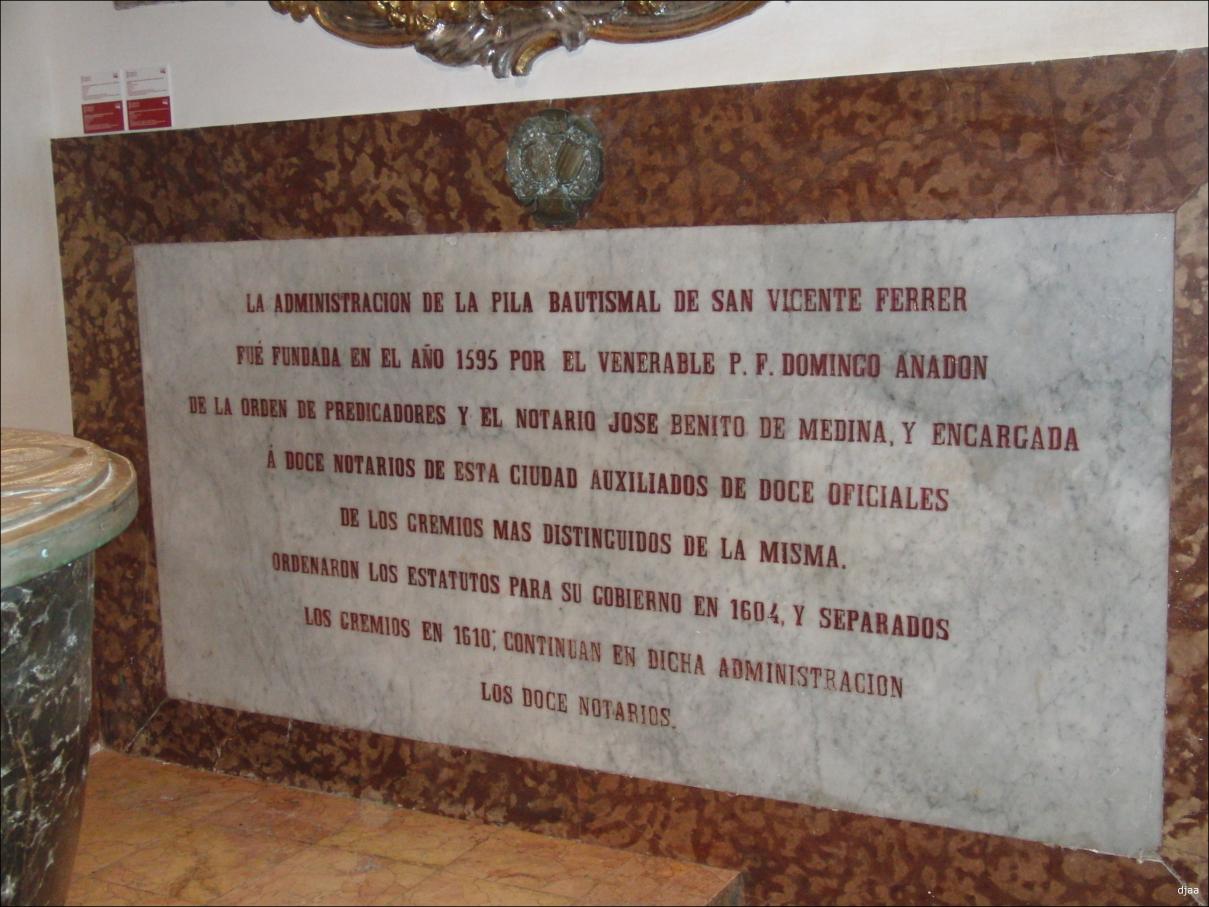 LA ADMINISTRACION DE LA PILA BAUTISMAL DE SAN VICENTE FERRER
FUÉ FUNDADA EN EL AÑO 1595 POR EL VENERABLE P. F. DOMINGO ANADON
DE LA ORDEN DE PREDICADORES Y EL NOTARIO JOSE BENITO DE MEDINA, Y ENCARGADA
Á DOCE NOTARIOS DE ESTA CIUDAD AUXILIADOS DE DOCE OFICIALES
DE LOS GREMIOS MAS DISTINGUIDOS DE LA MISMA.
ORDENARON LOS ESTATUTOS PARA SU GOBIERNO EN 1604, Y SEPARADOS
LOS GREMIOS EN 1610; CONTINUAN EN DICHA ADMINISTRACION
LOS DOCE NOTARIOS.
djaa